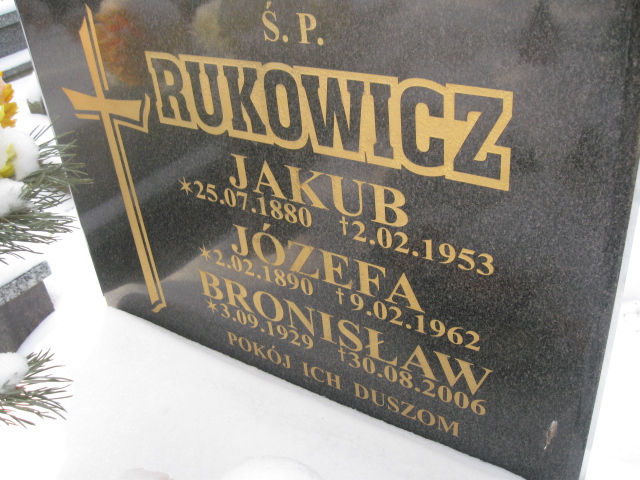 Ś. P.
RUKOWICZ
JAKUB
*25.07.1880 †2.02.1953
JÓZEFA
*2.02.1890 †9.02.1962
BRONISŁAW
*3.09.1929 †30.08.2006
POKÓJ ICH DUSZOM